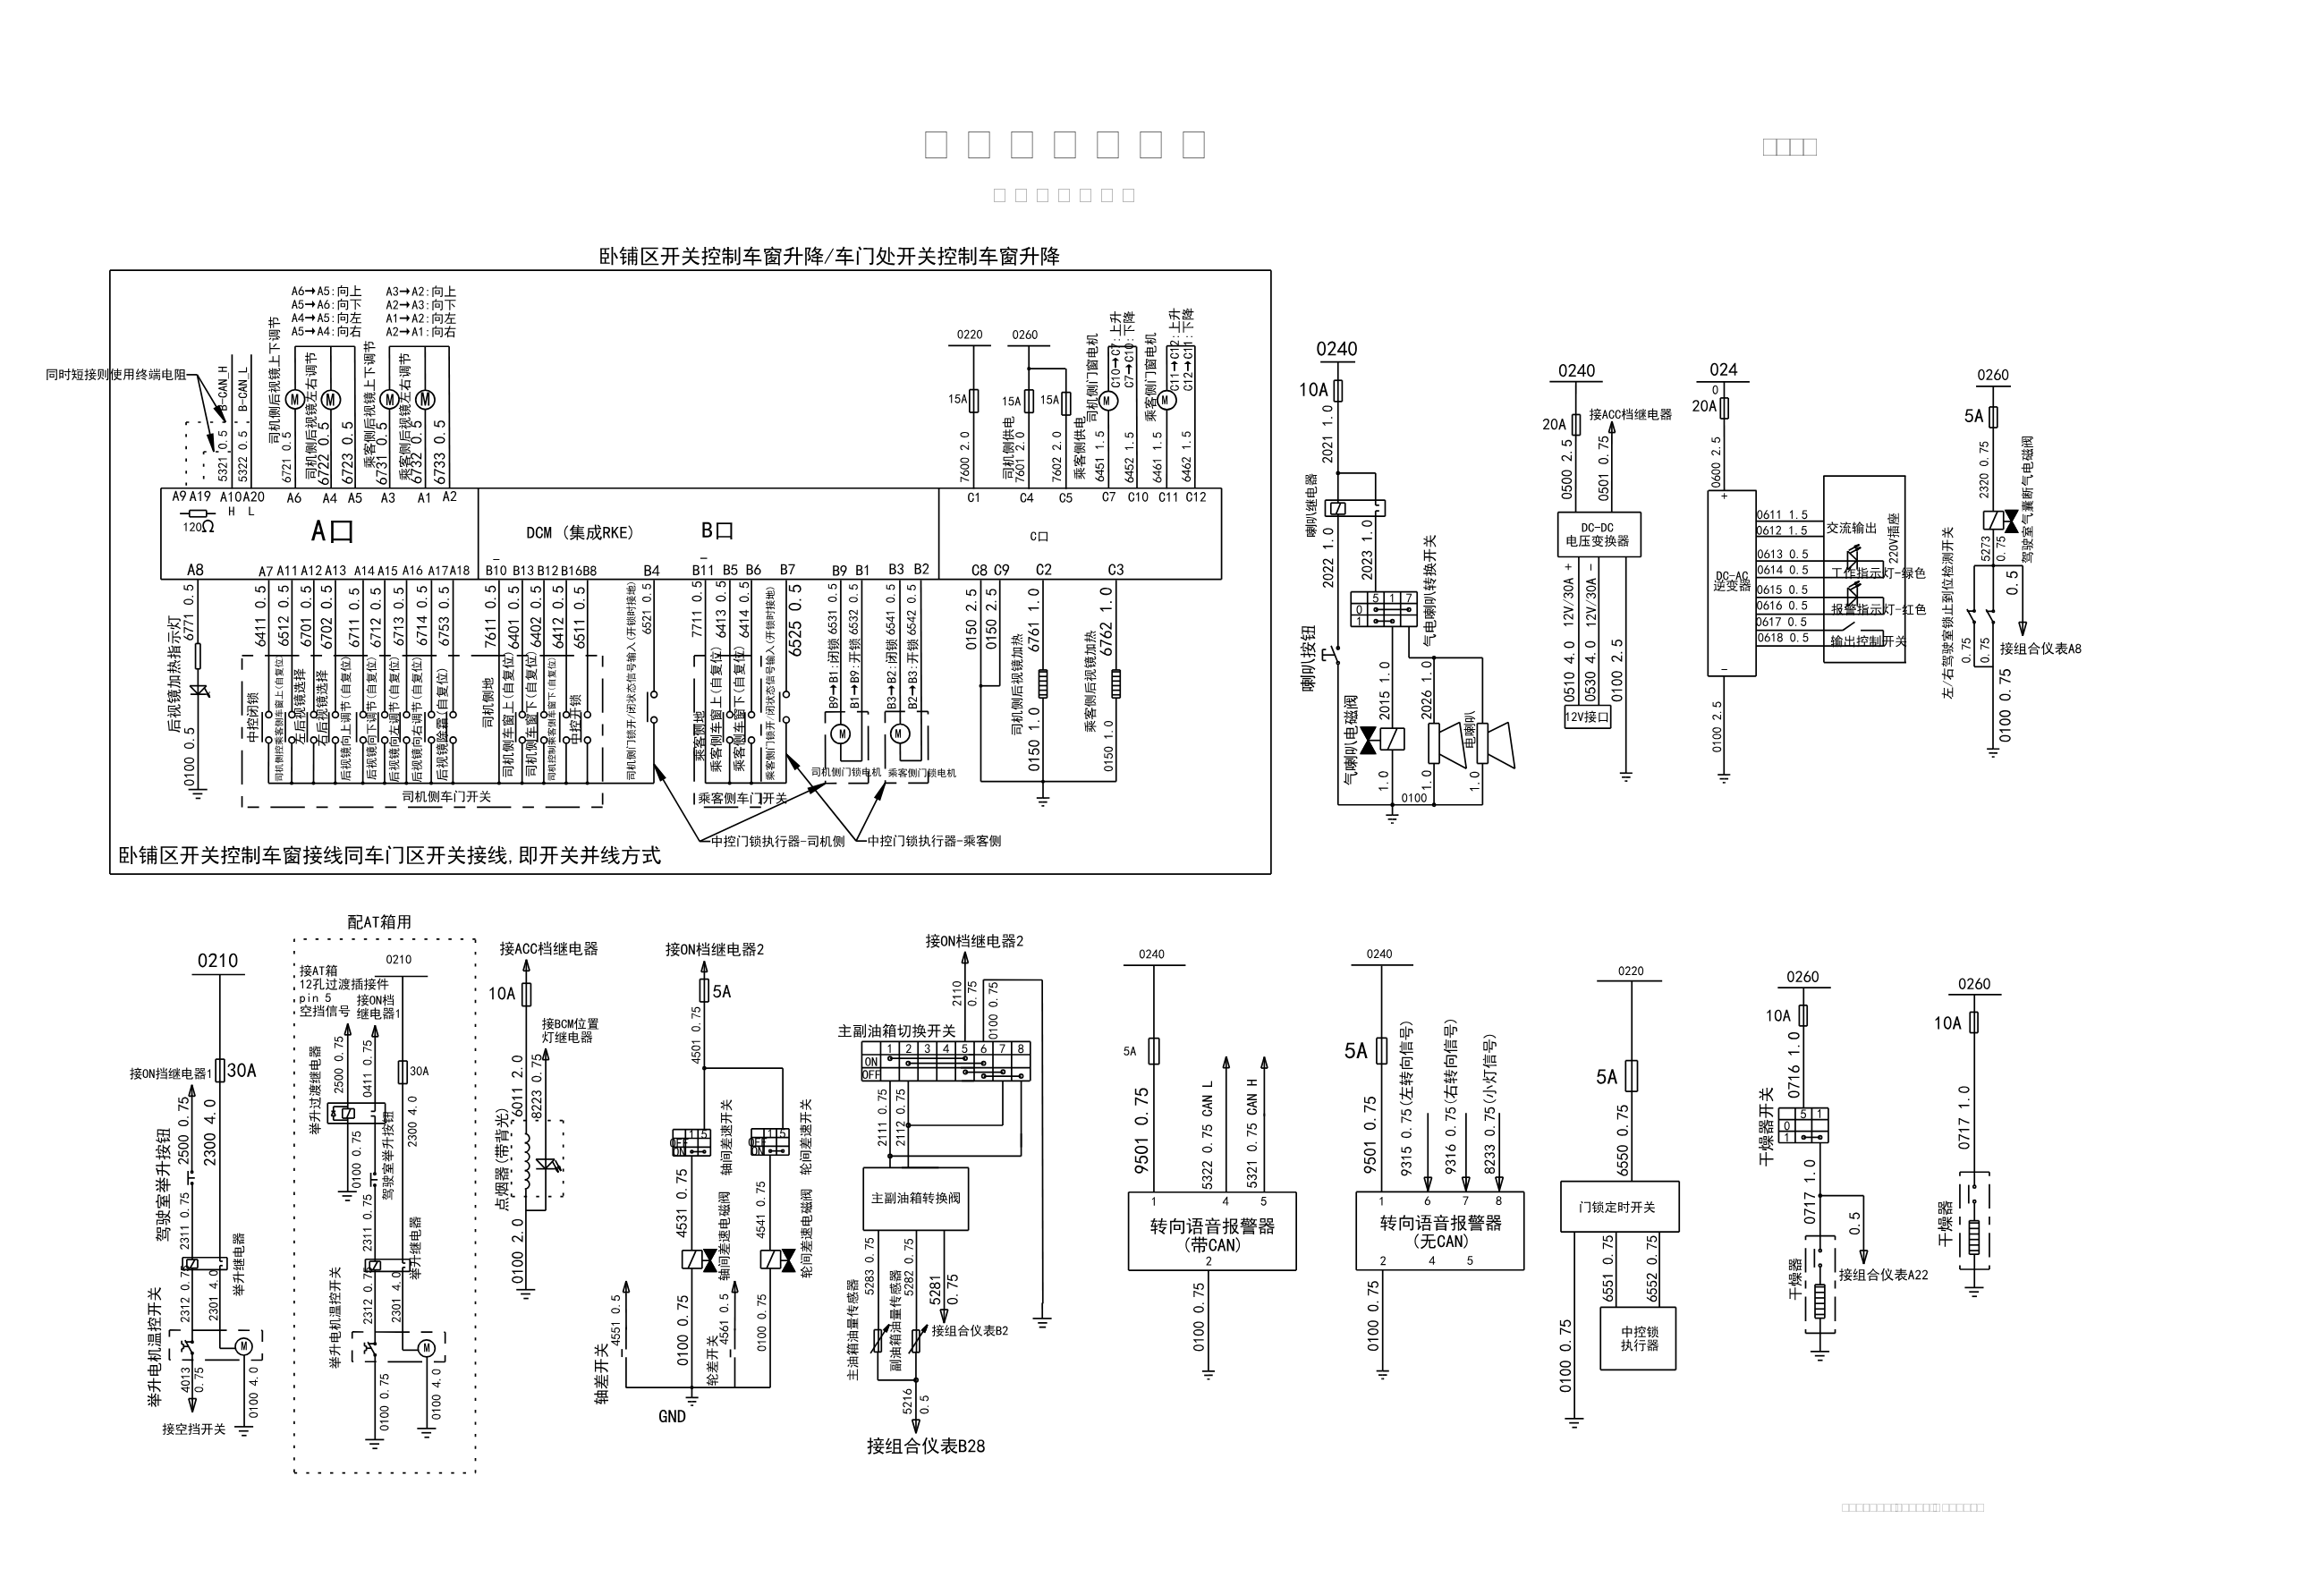 卧铺区开关控制车窗升降/车门处开关控制车窗升降
A6→A5:向上
A5→A6:向下
A4→A5:向左
A5→A4:向右
A3→A2:向上
A2→A3:向下
A1→A2:向左
A2→A1:向右
同时短接则使用终端电阻
B-CAN_H
B-CAN_L
5321 0.5
5322 0.5
司机侧后视镜上下调节
6721 0.5
司机侧后视镜左右调节
6722 0.5
6723 0.5
乘客侧后视镜上下调节
6731 0.5
乘客侧后视镜左右调节
6732 0.5
6733 0.5
M M M M
0220
15A
7600 2.0
0260
15A
15A
司机侧供电
7601 2.0
7602 2.0
乘客侧供电
司机侧门窗电机
C10→C7:上升
C7→C10:下降
M
6451 1.5
6452 1.5
乘客侧门窗电机
C11→C12:上升
C12→C11:下降
M
6461 1.5
6462 1.5
A9 A19 A10 A20 A6 A4 A5 A3 A1 A2
H L
120Ω
A口
DCM (集成RKE)
B口
C口
C1 C4 C5 C7 C10 C11 C12
A8 A7 A11 A12 A13 A14 A15 A16 A17 A18 B10 B13 B12 B16 B8 B4 B11 B5 B6 B7 B9 B1 B3 B2 C8 C9 C2 C3
后视镜加热指示灯
6771 0.5
0100 0.5
6411 0.5
6512 0.5
6701 0.5
6702 0.5
6711 0.5
6712 0.5
6713 0.5
6714 0.5
6753 0.5
7611 0.5
6401 0.5
6402 0.5
6412 0.5
6511 0.5
6521 0.5
中控闭锁
司机侧控乘客侧车窗上(自复位)
左后视镜选择
右后视镜选择
后视镜向上调节(自复位)
后视镜向下调节(自复位)
后视镜向左调节(自复位)
后视镜向右调节(自复位)
后视镜除霜(自复位)
司机侧地
司机侧车窗上(自复位)
司机侧车窗下(自复位)
司机控制乘客侧车窗下(自复位)
中控开锁
司机侧门锁开/闭状态信号输入(开锁时接地)
司机侧车门开关
7711 0.5
6413 0.5
6414 0.5
6525 0.5
乘客侧地
乘客侧车窗上(自复位)
乘客侧车窗下(自复位)
乘客侧门锁开/闭状态信号输入(开锁时接地)
乘客侧车门开关
B9→B1:闭锁 6531 0.5
B1→B9:开锁 6532 0.5
B3→B2:闭锁 6541 0.5
B2→B3:开锁 6542 0.5
M M
司机侧门锁电机
乘客侧门锁电机
中控门锁执行器-司机侧
中控门锁执行器-乘客侧
0150 2.5
0150 2.5
司机侧后视镜加热
6761 1.0
0150 1.0
乘客侧后视镜加热
6762 1.0
0150 1.0
卧铺区开关控制车窗接线同车门区开关接线,即开关并线方式
0240
10A
2021 1.0
喇叭继电器
2022 1.0
2023 1.0
气电喇叭转换开关
5 1 7
0
1
喇叭按钮
气喇叭电磁阀
2015 1.0
2026 1.0
电喇叭
1.0
1.0
1.0
0100
0240
20A
0500 2.5
接ACC档继电器
0501 0.75
DC-DC
电压变换器
0510 4.0 12V/30A +
0530 4.0 12V/30A -
0100 2.5
12V接口
024
0
20A
0600 2.5
+
DC-AC
逆变器
-
0100 2.5
0611 1.5
0612 1.5
0613 0.5
0614 0.5
0615 0.5
0616 0.5
0617 0.5
0618 0.5
交流输出
220V插座
工作指示灯-绿色
报警指示灯-红色
输出控制开关
0260
5A
2320 0.75
驾驶室气囊断气电磁阀
5273
0.75
左/右驾驶室锁止到位检测开关
0.75
0.75
0.5
接组合仪表A8
0100 0.75
0210
30A
接ON挡继电器1
2500 0.75
2300 4.0
驾驶室举升按钮
2311 0.75
举升继电器
2312 0.75
2301 4.0
举升电机温控开关
M
4013
0.75
0100 4.0
接空挡开关
配AT箱用
0210
接AT箱
12孔过渡插接件
pin 5
空挡信号
接ON档
继电器1
30A
举升过渡继电器
2500 0.75
0411 0.75
2300 4.0
0100 0.75
驾驶室举升按钮
2311 0.75
举升继电器
2312 0.75
2301 4.0
举升电机温控开关
M
0100 0.75
0100 4.0
接ACC档继电器
10A
接BCM位置
灯继电器
6011 2.0
8223 0.75
点烟器(带背光)
0100 2.0
接ON档继电器2
5A
4501 0.75
1 5
OFF
ON
轴间差速开关
1 5
OFF
ON
轮间差速开关
4531 0.75
轴间差速电磁阀
4541 0.75
轮间差速电磁阀
4551 0.5
轴差开关
0100 0.75
4561 0.5
轮差开关
0100 0.75
GND
接ON档继电器2
2110
0.75
0100 0.75
主副油箱切换开关
1 2 3 4 5 6 7 8
ON
OFF
2111 0.75
2112 0.75
主副油箱转换阀
5283 0.75
5282 0.75
5281
0.75
主油箱油量传感器
副油箱油量传感器
接组合仪表B2
5216
0.5
接组合仪表B28
0240
5A
9501 0.75
5322 0.75 CAN L
5321 0.75 CAN H
1 4 5
转向语音报警器
(带CAN)
2
0100 0.75
0240
5A
9501 0.75
9315 0.75(左转向信号)
9316 0.75(右转向信号)
8233 0.75(小灯信号)
1 6 7 8
转向语音报警器
(无CAN)
2 4 5
0100 0.75
0220
5A
6550 0.75
门锁定时开关
6551 0.75
6552 0.75
中控锁
执行器
0100 0.75
0260
10A
0716 1.0
干燥器开关
5 1
0
1
0717 1.0
0.5
干燥器
接组合仪表A22
0260
10A
0717 1.0
干燥器